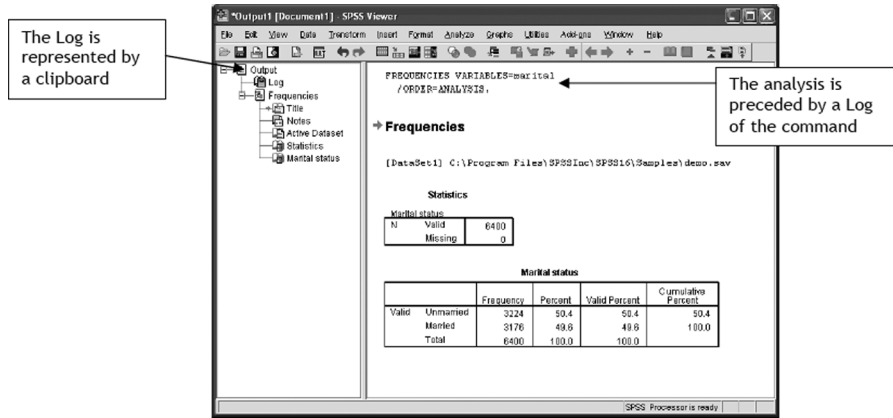 *Output1 [Document1] - SPSS Viewer
File Edit View Data Transform Insert Format Analyze Graphs Utilities Add-ons Window Help
The Log is
represented by
a clipboard
Output
Log
Frequencies
Title
Notes
Active Dataset
Statistics
Marital status
FREQUENCIES VARIABLES=marital
/ORDER=ANALYSIS.
The analysis is
preceded by a Log
of the command
Frequencies
[DataSet1] C:\Program Files\SPSSInc\SPSS16\Samples\demo.sav
Statistics
Marital status
N Valid 6400
Missing 0
Marital status
Frequency Percent Valid Percent Cumulative Percent
Valid Unmarried 3224 50.4 50.4 50.4
Married 3176 49.6 49.6 100.0
Total 6400 100.0 100.0
SPSS Processor is ready